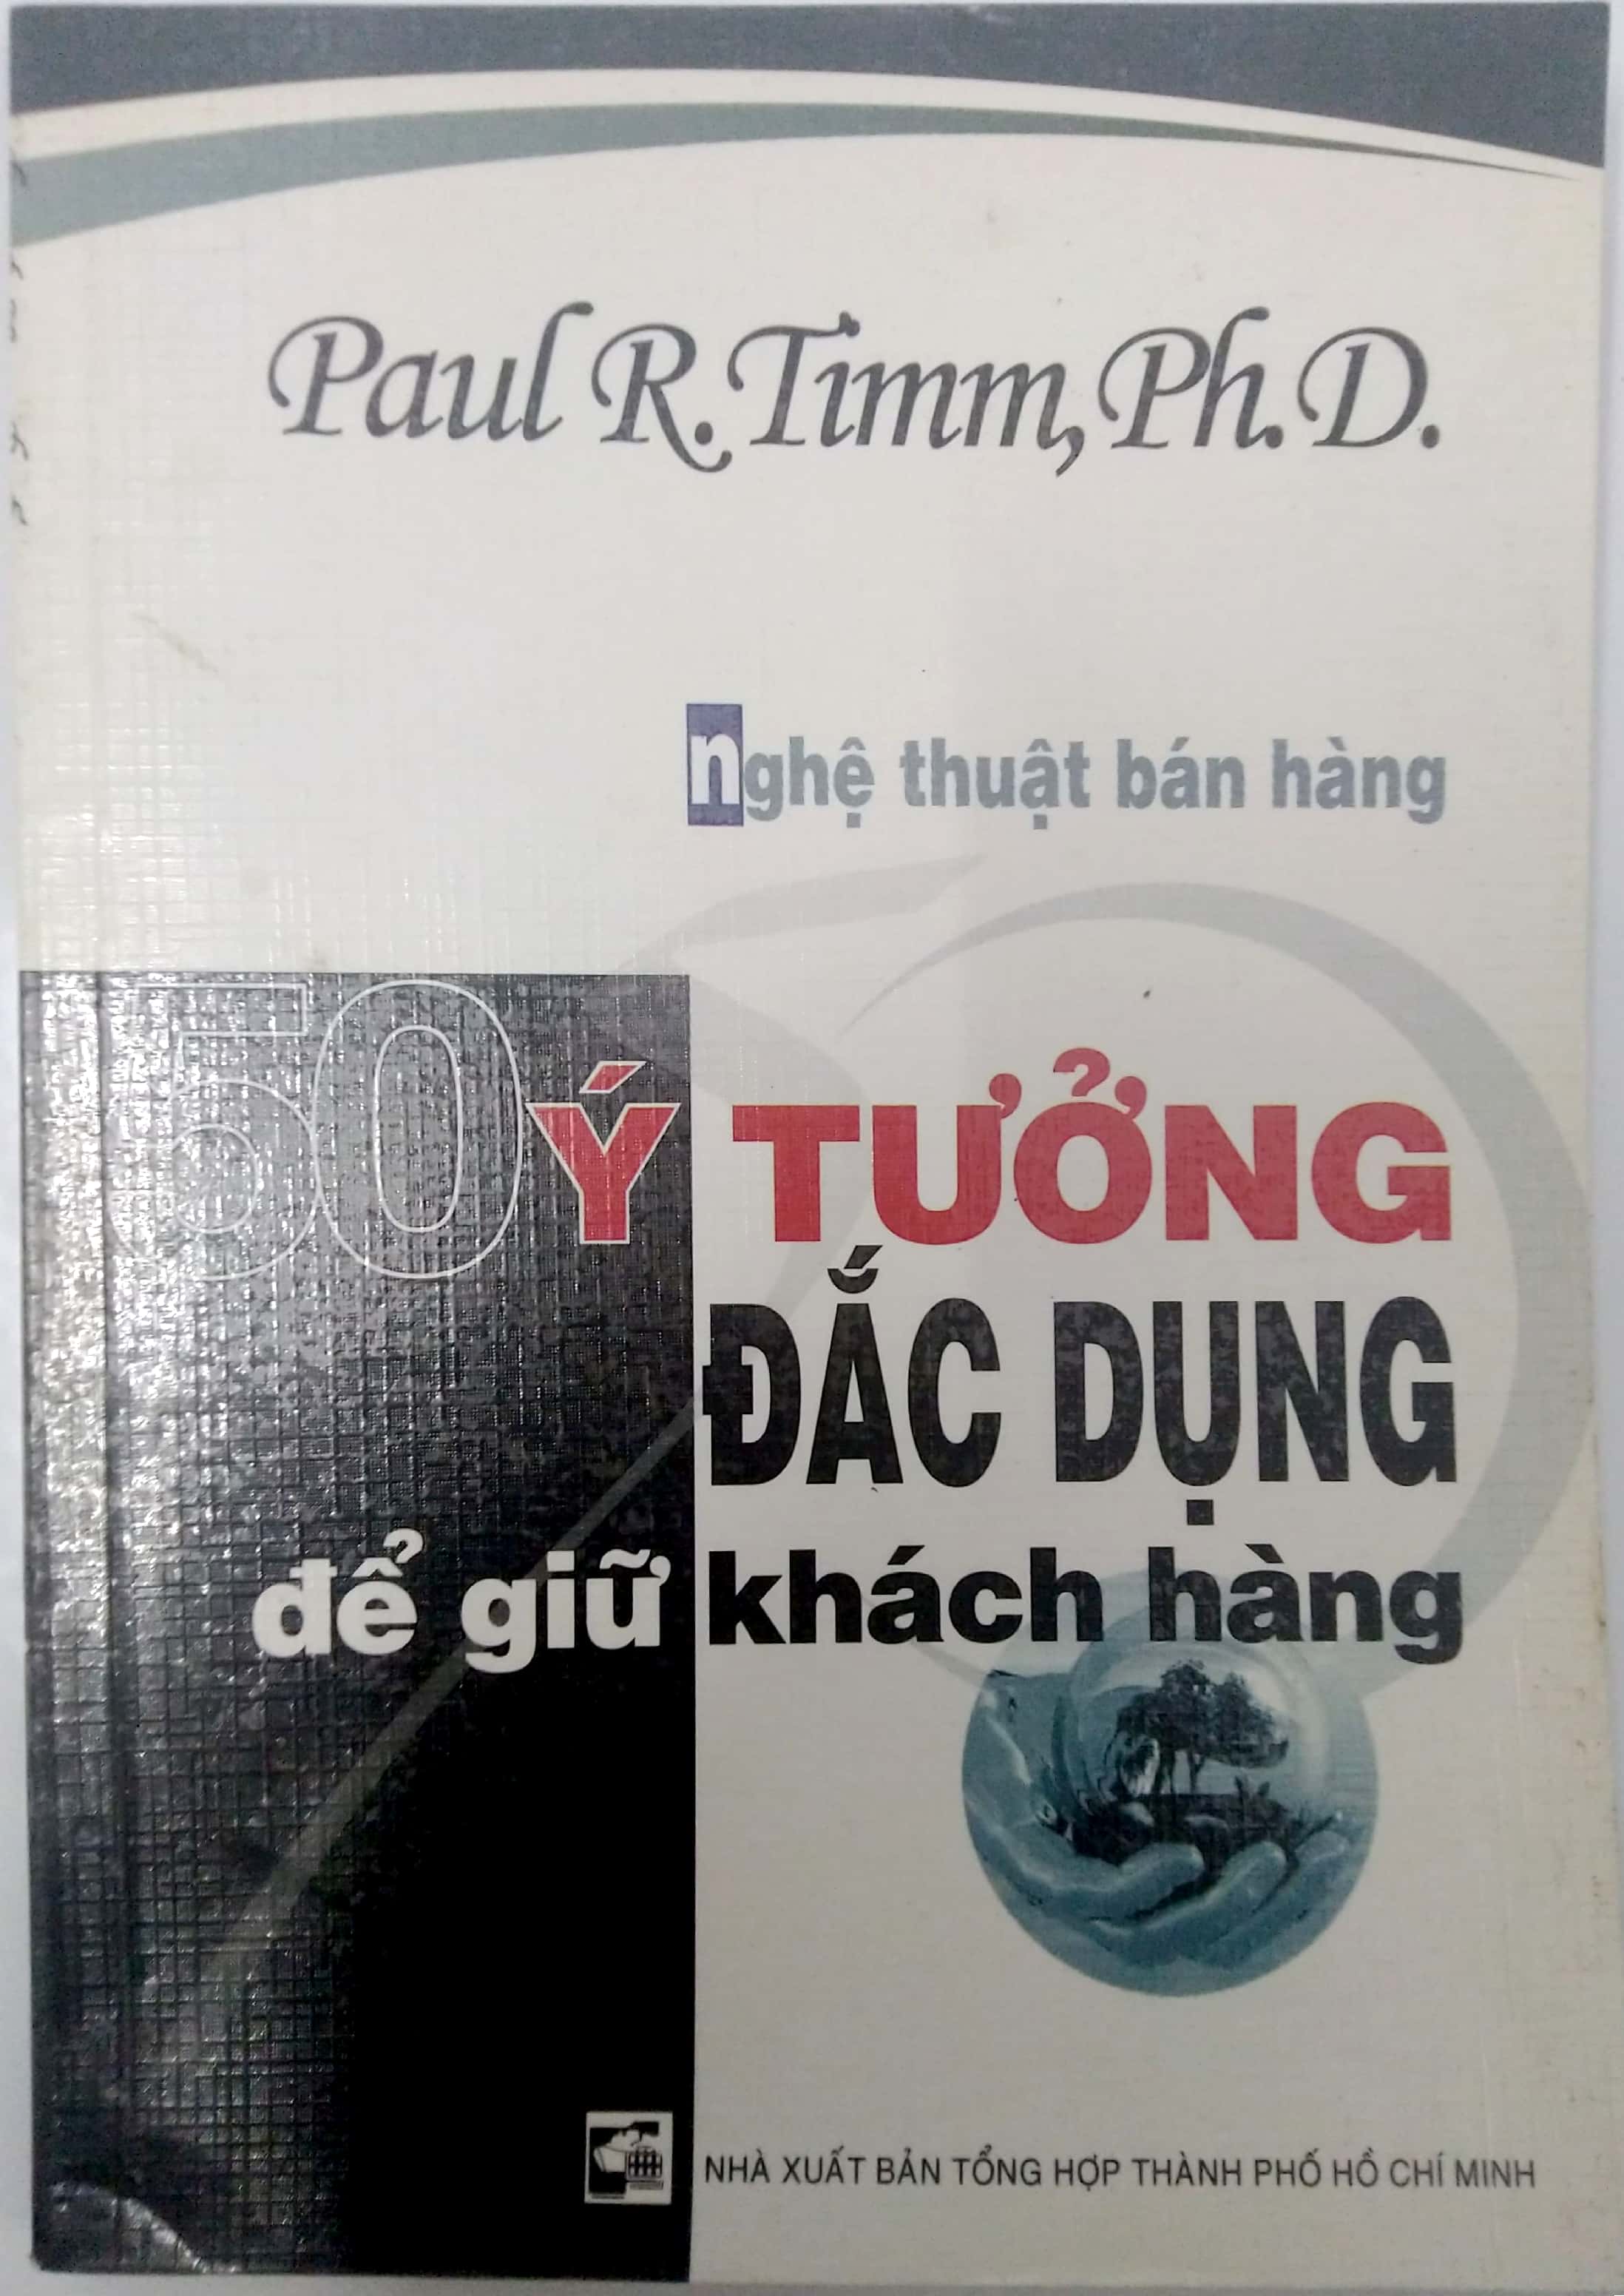 Paul R. Timm, Ph.D.
nghệ thuật bán hàng
50 Ý TƯỞNG
ĐẮC DỤNG
để giữ khách hàng
NHÀ XUẤT BẢN TỔNG HỢP THÀNH PHỐ HỒ CHÍ MINH